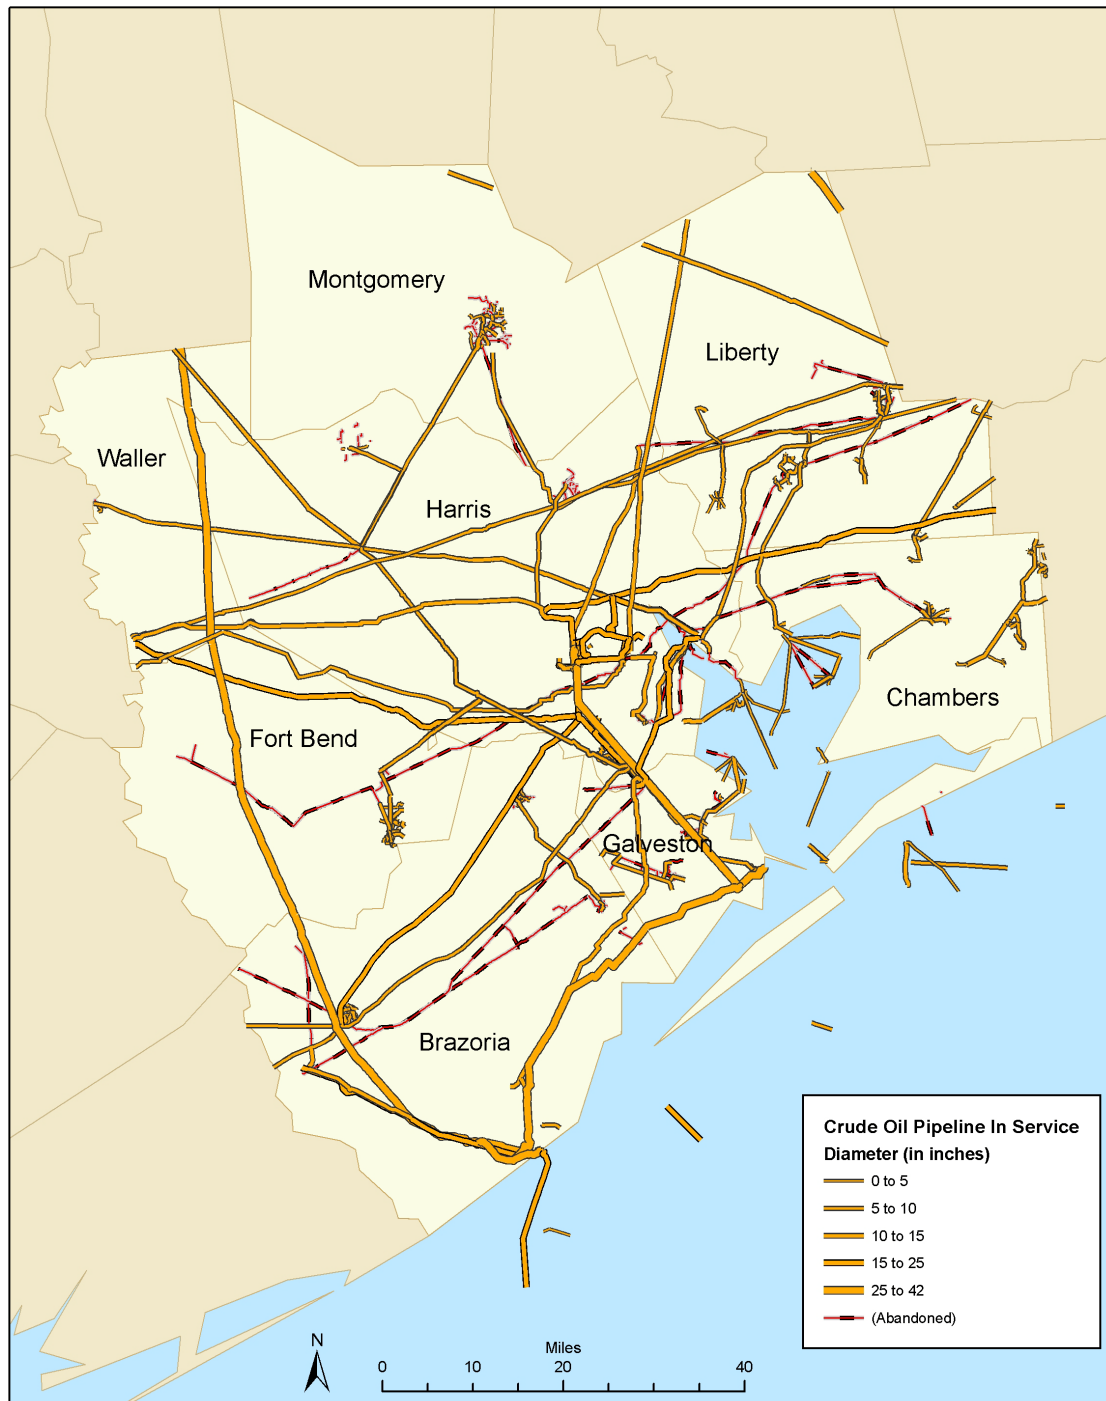 Montgomery
Liberty
Waller
Harris
Chambers
Fort Bend
Galveston
Brazoria
Crude Oil Pipeline In Service
Diameter (in inches)
0 to 5
5 to 10
10 to 15
15 to 25
25 to 42
(Abandoned)
N
Miles
0 10 20 40